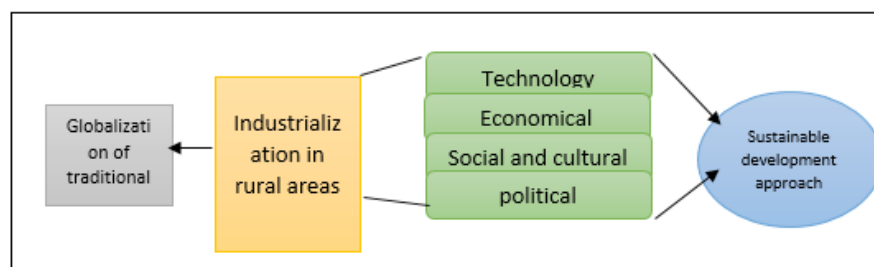 Globalizati
on of
traditional
Industrializ
ation in
rural areas
Technology
Economical
Social and cultural
political
Sustainable
development
approach